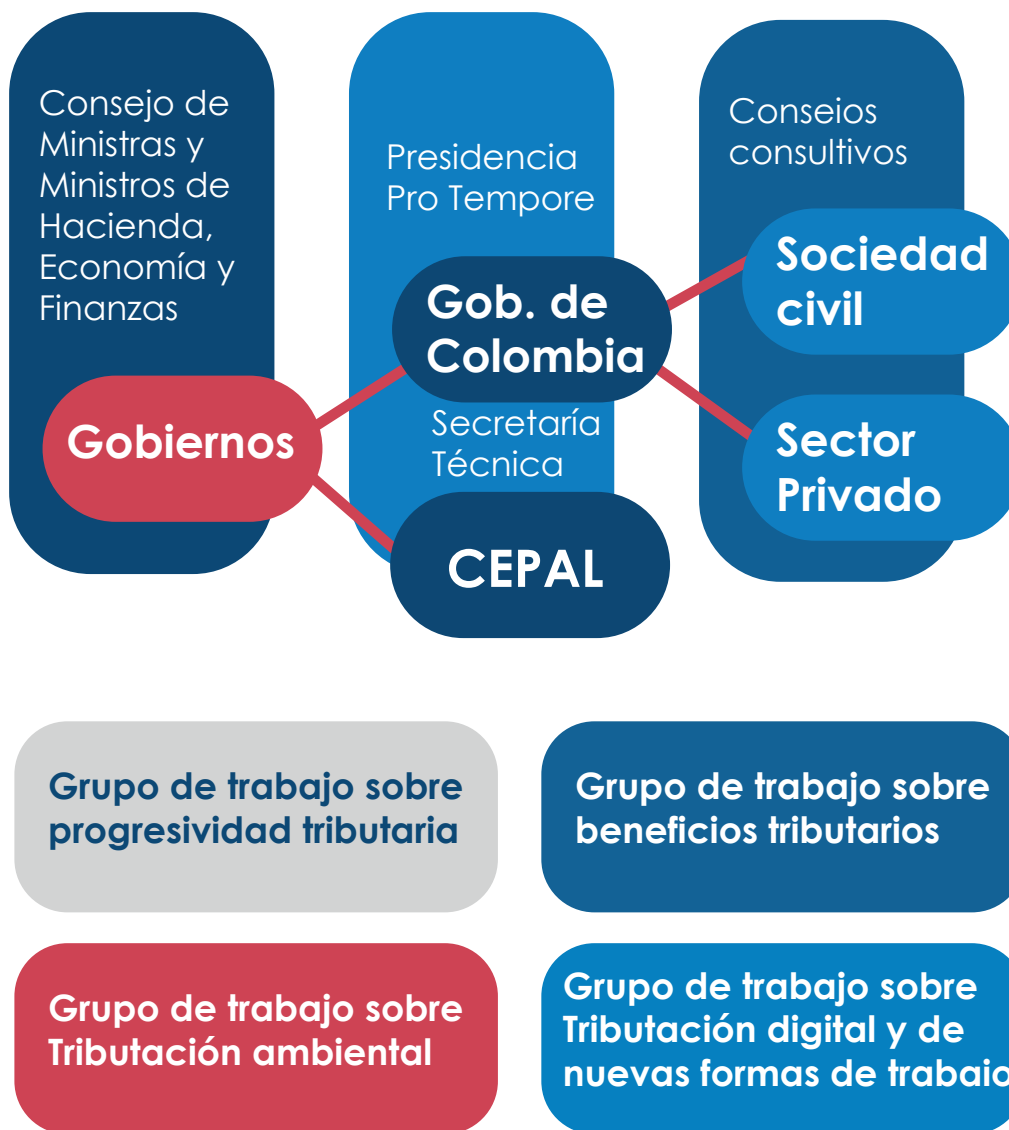 Consejo de
Ministras y
Ministros de
Hacienda,
Economía y
Finanzas
Gobiernos
Presidencia
Pro Tempore
Gob. de
Colombia
Secretaría
Técnica
CEPAL
Conseios
consultivos
Sociedad
civil
Sector
Privado
Grupo de trabajo sobre
progresividad tributaria
Grupo de trabajo sobre
beneficios tributarios
Grupo de trabajo sobre
Tributación ambiental
Grupo de trabajo sobre
Tributación digital y de
nuevas formas de trabaio